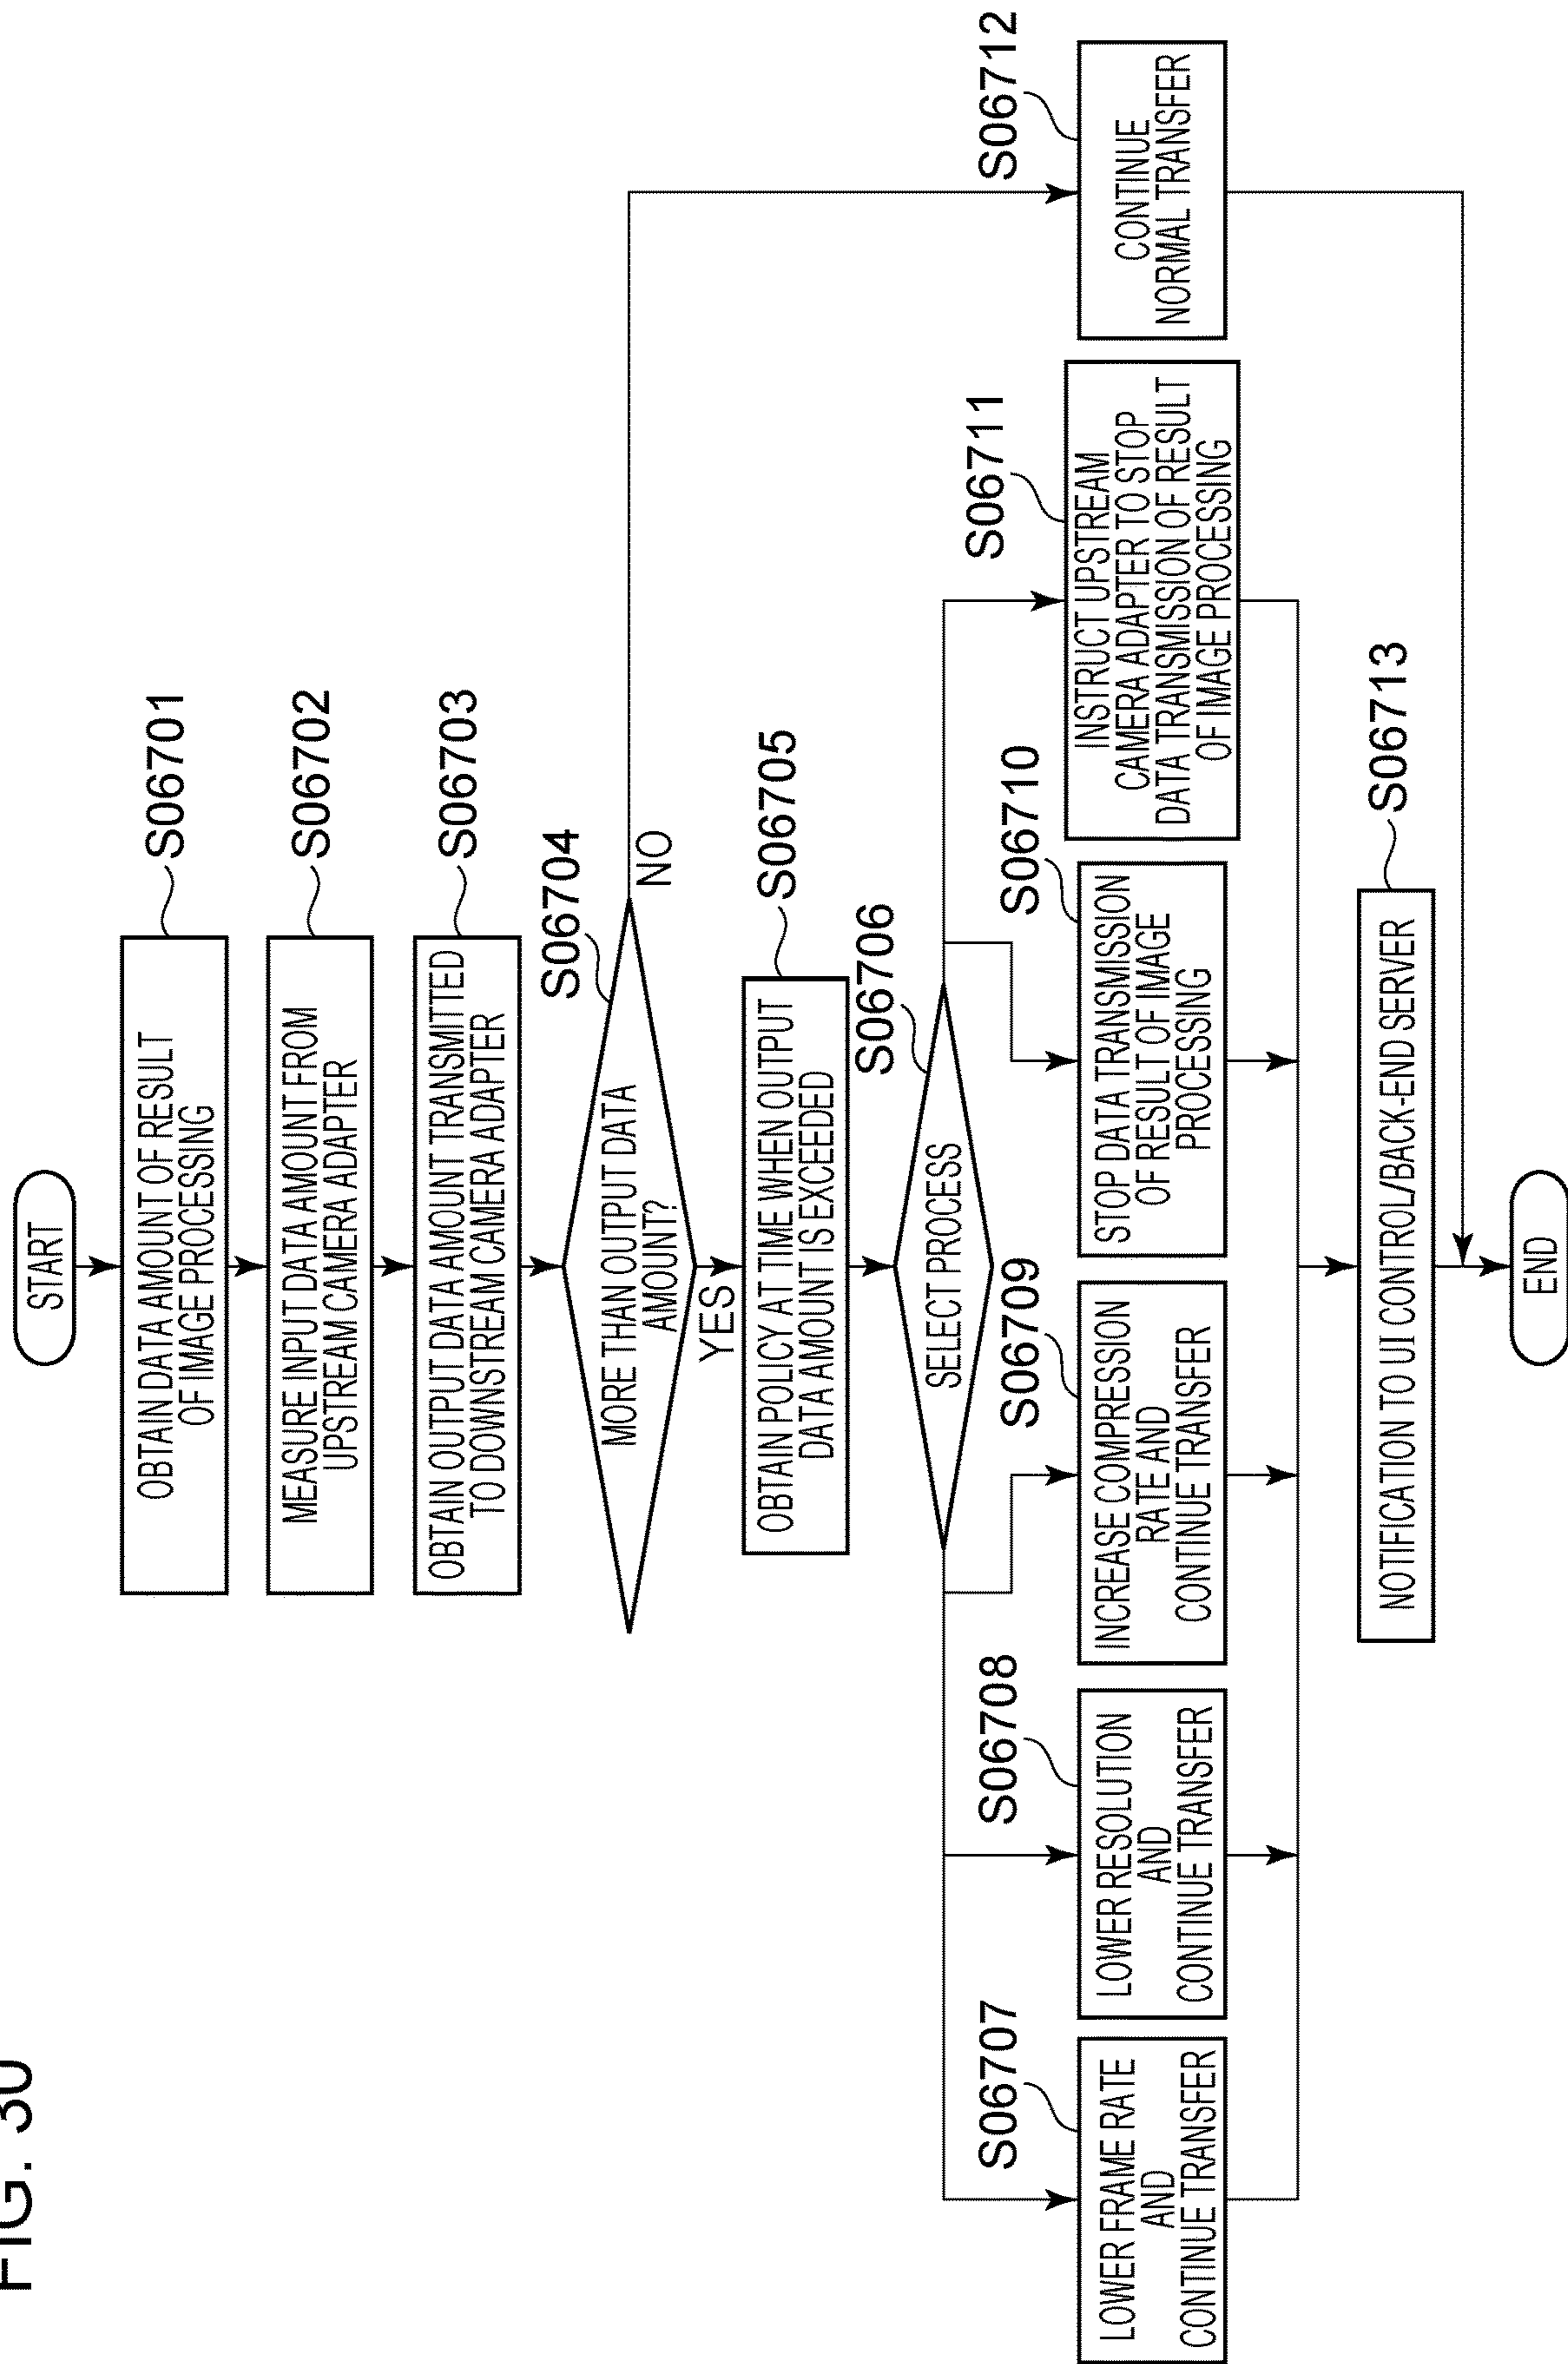 FIG. 30
START
OBTAIN DATA AMOUNT OF RESULT
OF IMAGE PROCESSING
S06701
MEASURE INPUT DATA AMOUNT FROM
UPSTREAM CAMERA ADAPTER
S06702
OBTAIN OUTPUT DATA AMOUNT TRANSMITTED
TO DOWNSTREAM CAMERA ADAPTER
S06703
MORE THAN OUTPUT DATA
AMOUNT?
S06704
NO
YES
OBTAIN POLICY AT TIME WHEN OUTPUT
DATA AMOUNT IS EXCEEDED
S06705
SELECT PROCESS
S06706
S06707
LOWER FRAME RATE
AND
CONTINUE TRANSFER
S06708
LOWER RESOLUTION
AND
CONTINUE TRANSFER
S06709
INCREASE COMPRESSION
RATE AND
CONTINUE TRANSFER
S06710
STOP DATA TRANSMISSION
OF RESULT OF IMAGE
PROCESSING
S06711
INSTRUCT UPSTREAM
CAMERA ADAPTER TO STOP
DATA TRANSMISSION OF RESULT
OF IMAGE PROCESSING
S06712
CONTINUE
NORMAL TRANSFER
NOTIFICATION TO UI CONTROL/BACK-END SERVER
S06713
END